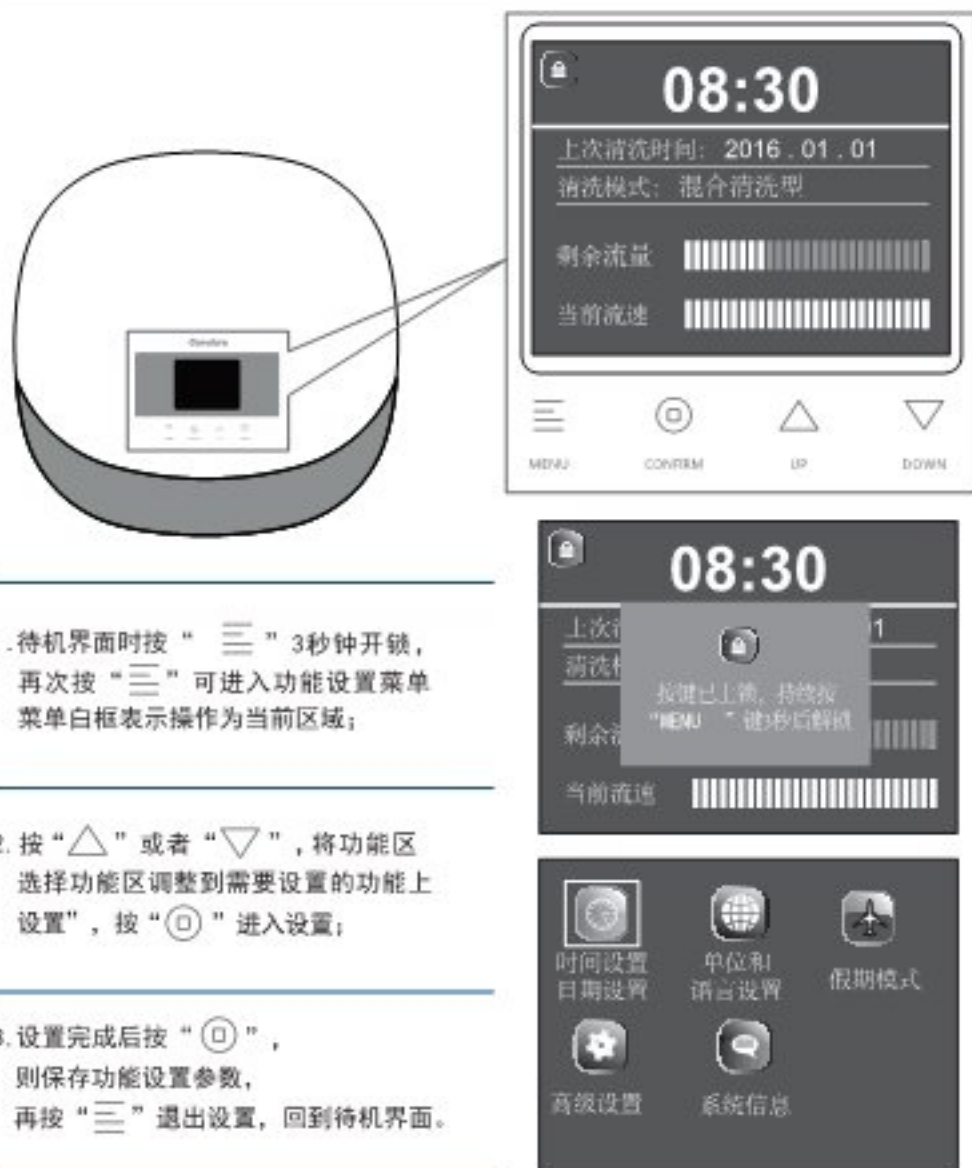 08:30
上次清洗时间: 2016 . 01 . 01
清洗模式: 混合清洗型
剩余流量
当前流速
MENU
CONFIRM
UP
DOWN
.待机界面时按“ ”3秒钟开锁,
再次按“ ”可进入功能设置菜单
菜单白框表示操作为当前区域;
2. 按“△”或者“▽”,将功能区
选择功能区调整到需要设置的功能上
设置”, 按“ ”进入设置;
3. 设置完成后按“ ”,
则保存功能设置参数,
再按“ ”退出设置, 回到待机界面。
08:30
上次
1
清洗
剩余
按键已上锁, 持续按
“MENU ”键3秒后解锁
当前流速
时间设置
日期设置
单位和
语言设置
假期模式
高级设置
系统信息